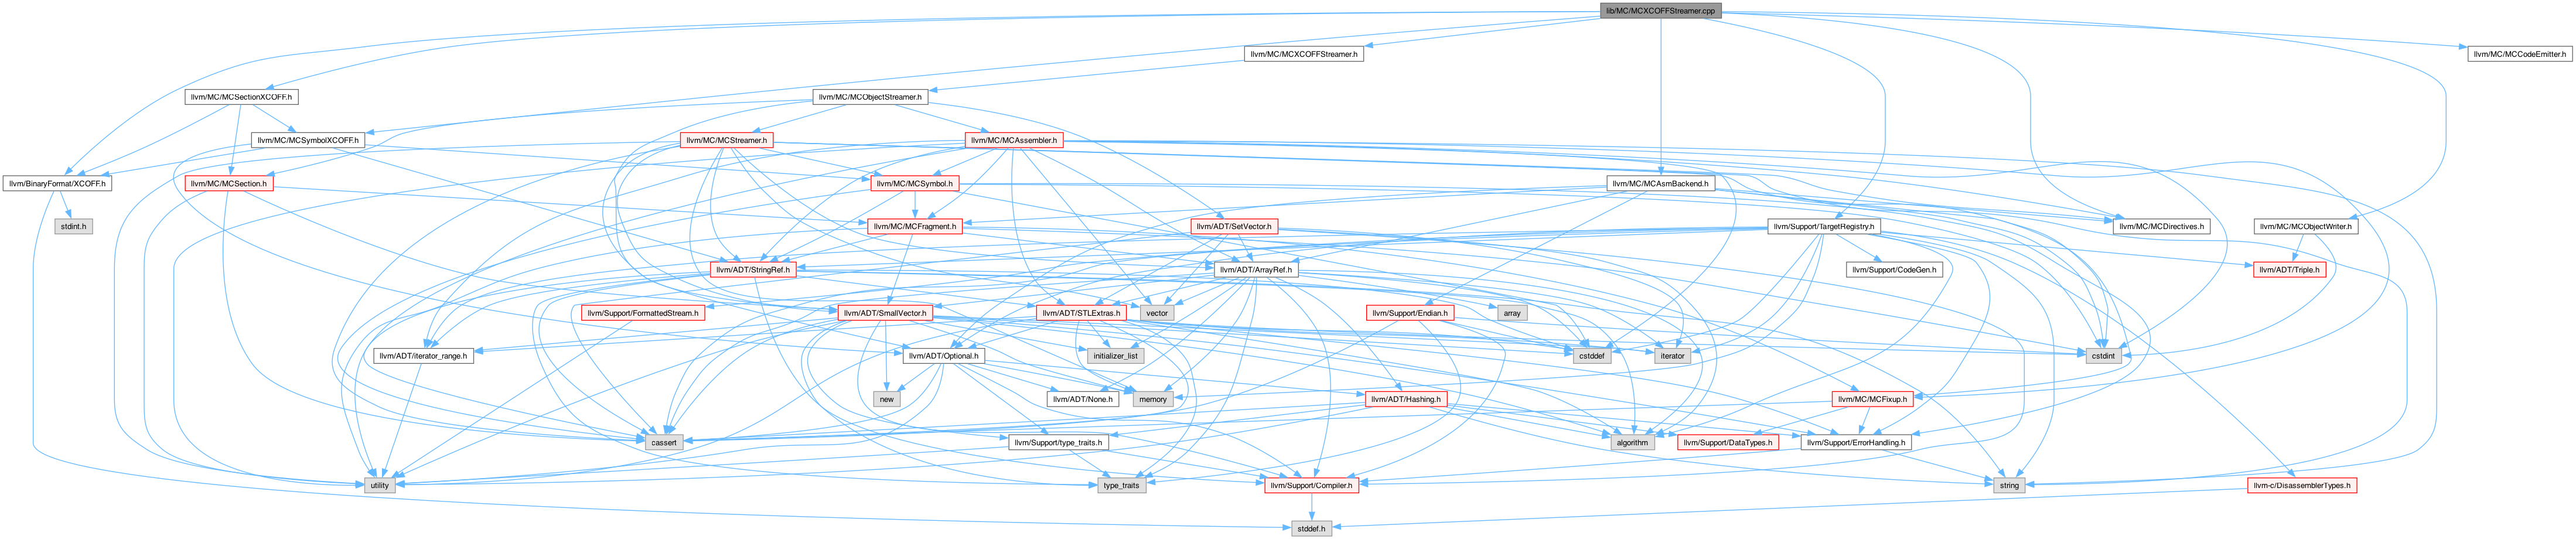 lib/MC/MCXCOFFStreamer.cpp
llvm/MC/MCXCOFFStreamer.h
llvm/MC/MCCodeEmitter.h
llvm/MC/MCSectionXCOFF.h
llvm/MC/MCObjectStreamer.h
llvm/MC/MCSymbolXCOFF.h
llvm/MC/MCStreamer.h
llvm/MC/MCAssembler.h
llvm/BinaryFormat/XCOFF.h
llvm/MC/MCSection.h
llvm/MC/MCSymbol.h
llvm/MC/MCAsmBackend.h
stdint.h
llvm/MC/MCFragment.h
llvm/ADT/SetVector.h
llvm/Support/TargetRegistry.h
llvm/MC/MCDirectives.h
llvm/MC/MCObjectWriter.h
llvm/ADT/StringRef.h
llvm/ADT/ArrayRef.h
llvm/Support/CodeGen.h
llvm/ADT/Triple.h
llvm/Support/FormattedStream.h
llvm/ADT/SmallVector.h
llvm/ADT/STLExtras.h
vector
llvm/Support/Endian.h
array
llvm/ADT/iterator_range.h
llvm/ADT/Optional.h
initializer_list
cstddef
iterator
cstdint
new
llvm/ADT/None.h
memory
llvm/ADT/Hashing.h
llvm/MC/MCFixup.h
cassert
llvm/Support/type_traits.h
algorithm
llvm/Support/DataTypes.h
llvm/Support/ErrorHandling.h
utility
type_traits
llvm/Support/Compiler.h
string
llvm-c/DisassemblerTypes.h
stddef.h